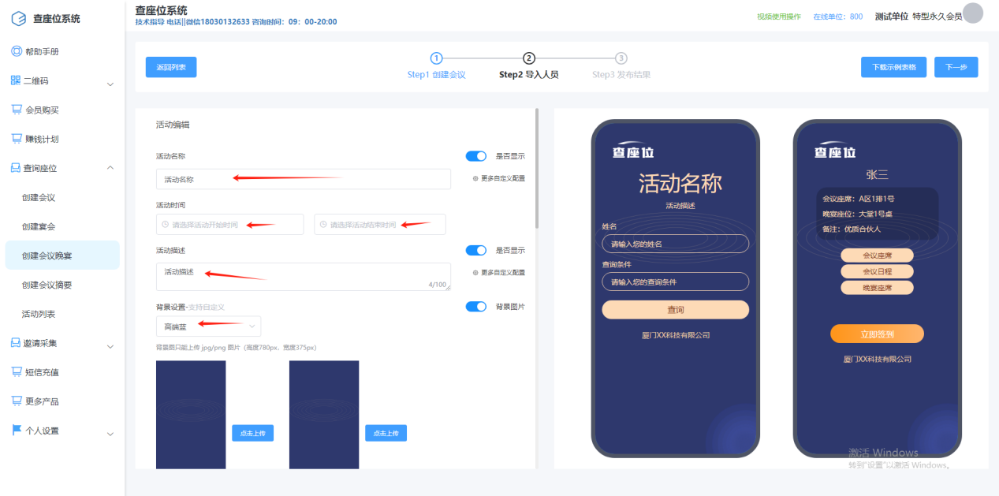 查座位系统
帮助手册
二维码
会员购买
赚钱计划
查询座位
创建会议
创建宴会
创建会议晚宴
创建会议摘要
活动列表
邀请采集
短信充值
更多产品
个人设置
查座位系统
技术指导 电话||微信18030132633 咨询时间：09：00-20:00
视频使用操作 在线单位：800 测试单位 特型永久会员
返回列表
1 2 3
Step1 创建会议 Step2 导入人员 Step3 发布结果
下载示例表格 下一步
活动编辑
活动名称 是否显示
活动名称 更多自定义配置
活动时间
请选择活动开始时间 请选择活动结束时间
活动描述 是否显示
活动描述 更多自定义配置
4/100
背景设置-支持自定义 背景图片
高端蓝
背景图只能上传 jpg/png 图片（高度780px，宽度375px）
点击上传 点击上传
查座位
活动名称
活动描述
姓名
请输入您的姓名
查询条件
请输入您的查询条件
查询
厦门XX科技有限公司
查座位
张三
会议座席：A区1排1号
晚宴座位：大堂1号桌
备注：优质合伙人
会议座席
会议日程
晚宴座席
立即签到
厦门XX科技有限公司
激活 Windows
转到"设置"以激活 Windows。